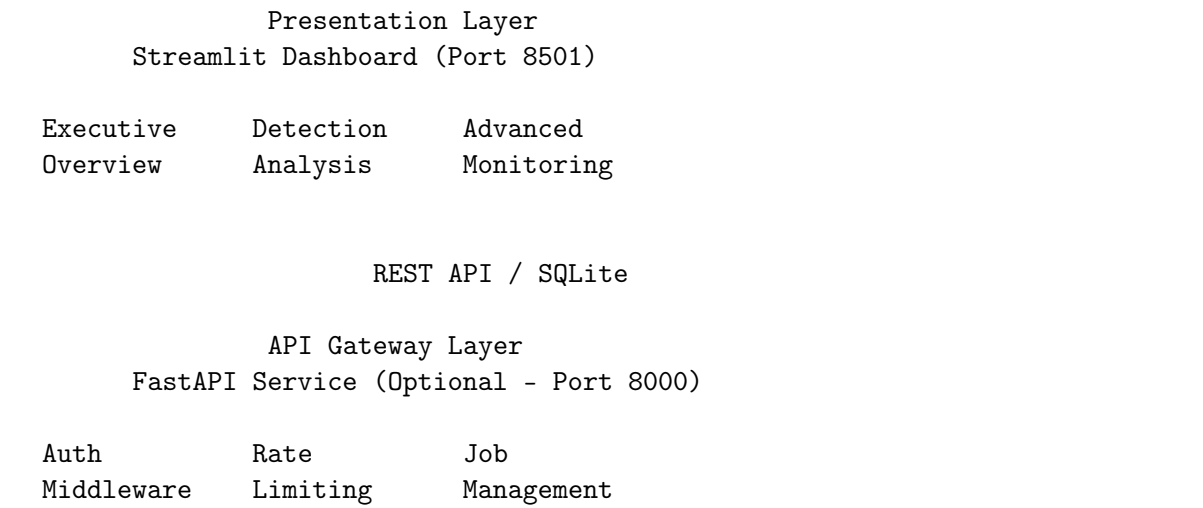 Presentation Layer
Streamlit Dashboard (Port 8501)
Executive Detection Advanced
Overview Analysis Monitoring
REST API / SQLite
API Gateway Layer
FastAPI Service (Optional - Port 8000)
Auth Rate Job
Middleware Limiting Management